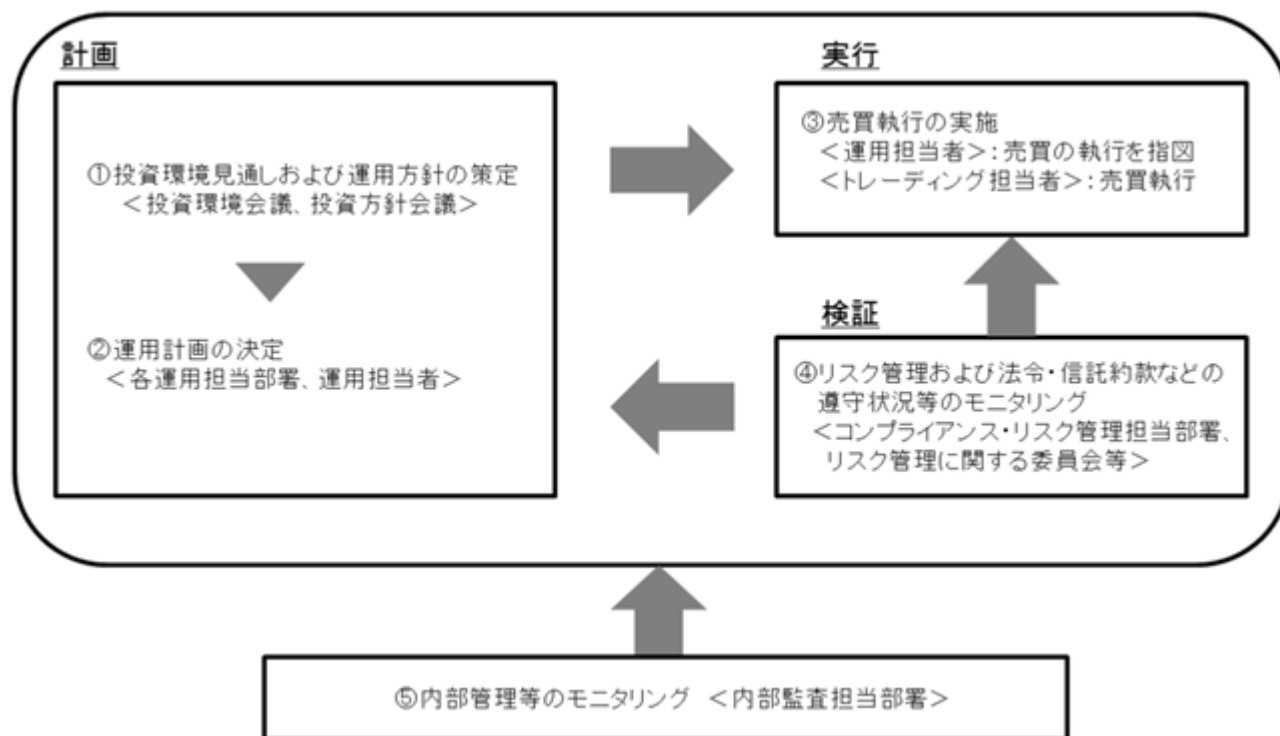 計画
①投資環境見通しおよび運用方針の策定
＜投資環境会議、投資方針会議＞
②運用計画の決定
＜各運用担当部署、運用担当者＞
実行
③売買執行の実施
＜運用担当者＞：売買の執行を指図
＜トレーディング担当者＞：売買執行
検証
④リスク管理および法令・信託約款などの
遵守状況等のモニタリング
＜コンプライアンス・リスク管理担当部署、
リスク管理に関する委員会等＞
⑤内部管理等のモニタリング ＜内部監査担当部署＞